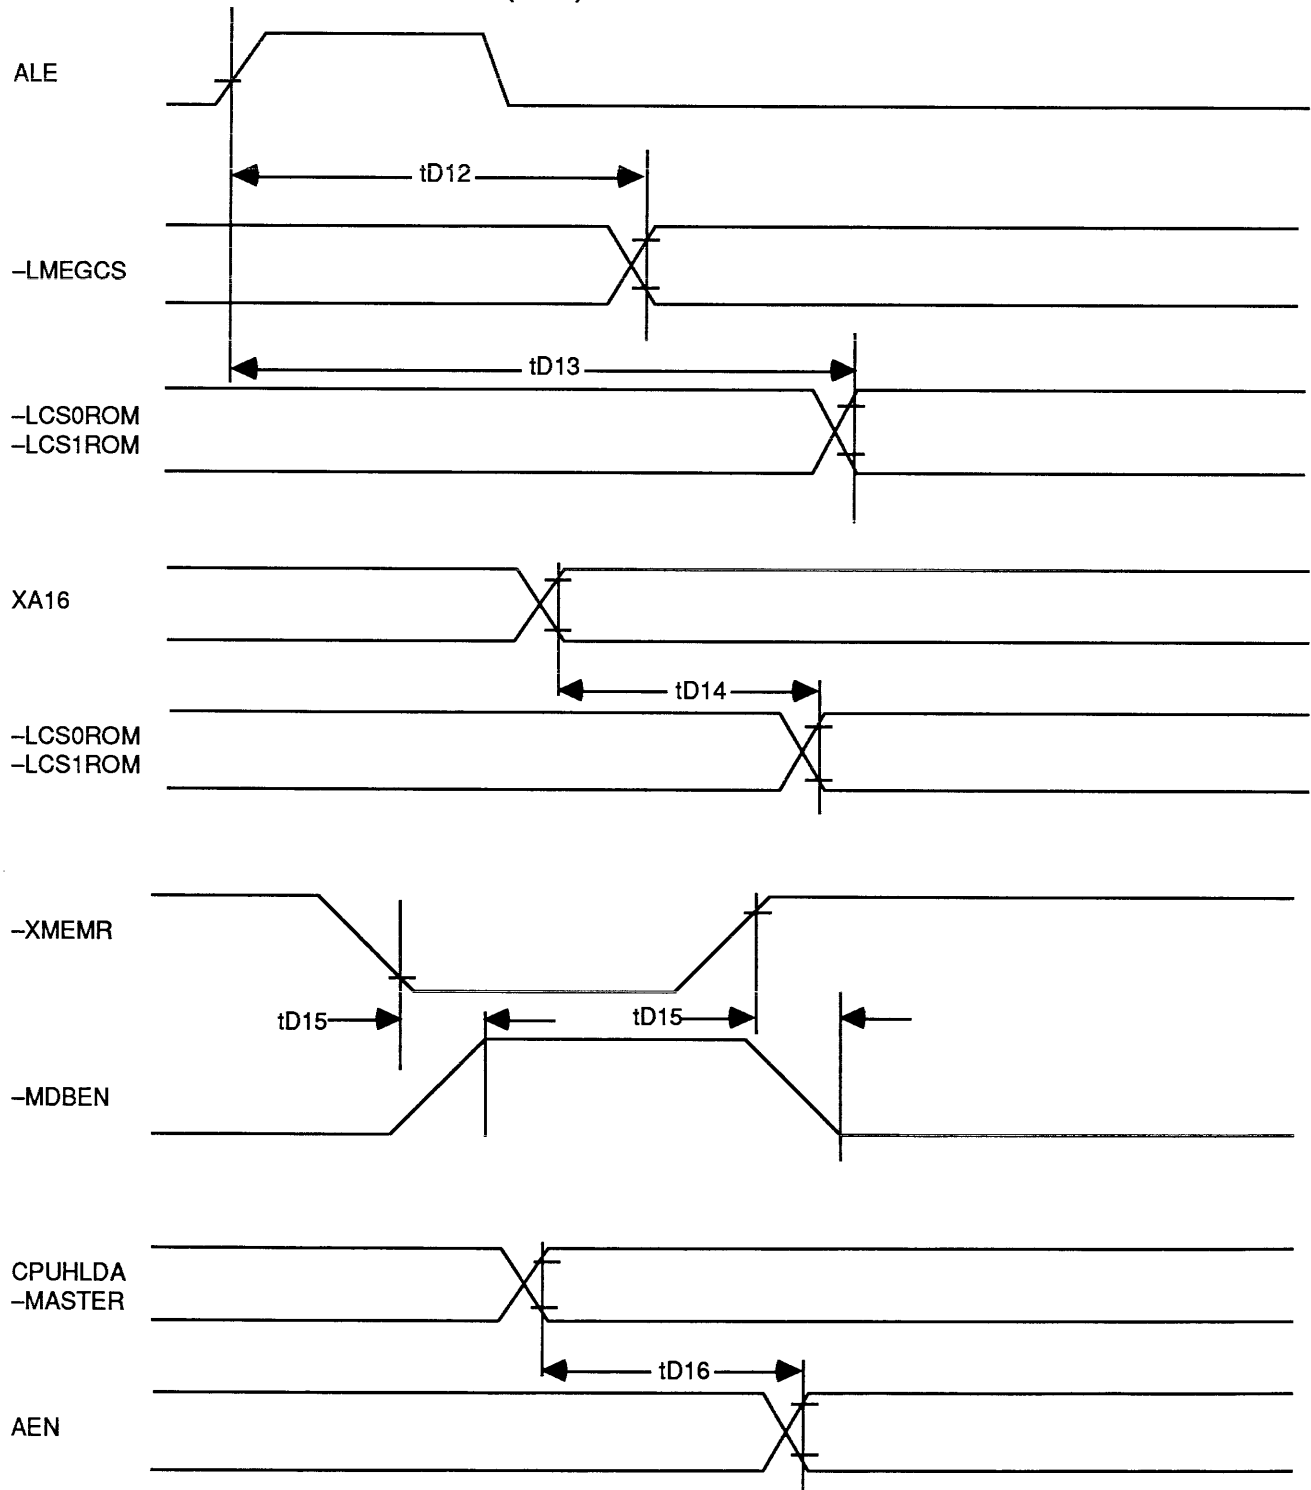 ALE
tD12
–LMEGCS
tD13
–LCS0ROM
–LCS1ROM
XA16
tD14
–LCS0ROM
–LCS1ROM
–XMEMR
tD15 tD15
–MDBEN
CPUHLDA
–MASTER
tD16
AEN